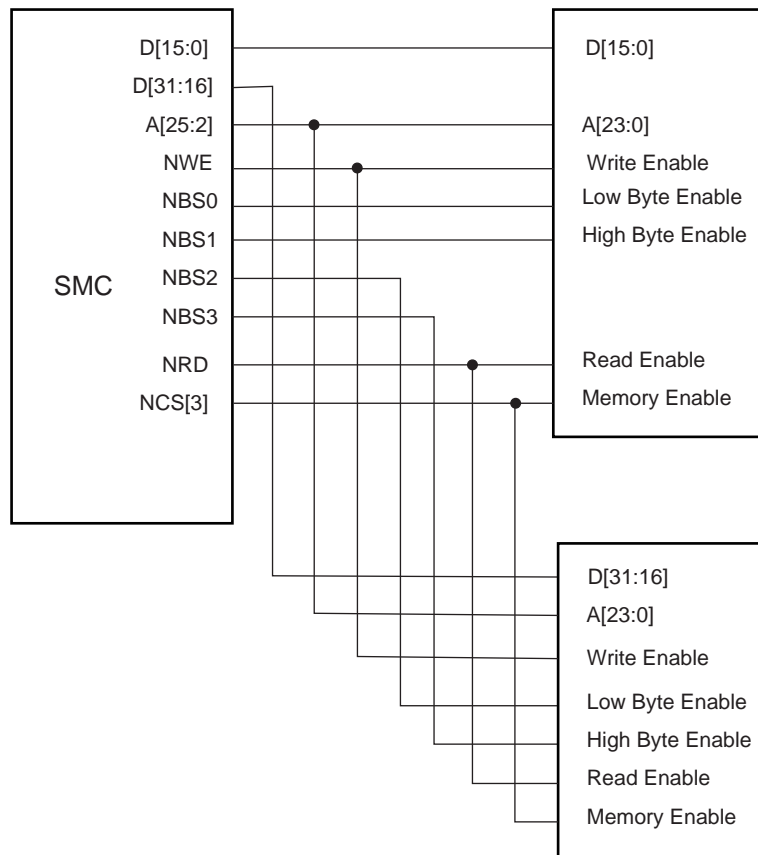 D[15:0]
D[31:16]
A[25:2]
NWE
NBS0
NBS1
NBS2
NBS3
NRD
NCS[3]
SMC
D[15:0]
A[23:0]
Write Enable
Low Byte Enable
High Byte Enable
Read Enable
Memory Enable
D[31:16]
A[23:0]
Write Enable
Low Byte Enable
High Byte Enable
Read Enable
Memory Enable